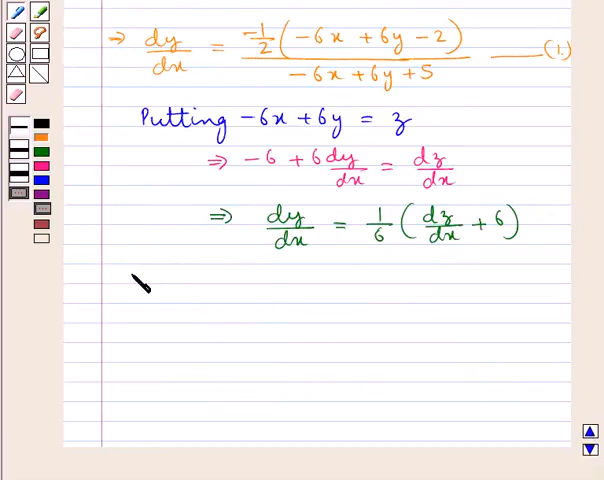 ⇒ dy/dx = -1/2 (-6x + 6y - 2) / -6x + 6y + 5 —— (1.)
Putting -6x + 6y = z
⇒ -6 + 6 dy/dx = dz/dx
⇒ dy/dx = 1/6 (dz/dx + 6)